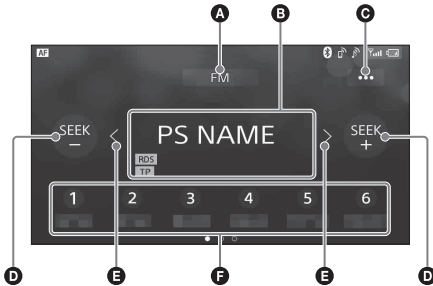 A B C
AF FM •••
SEEK − < PS NAME > SEEK +
RDS
TP
1 2 3 4 5 6
D E F E D